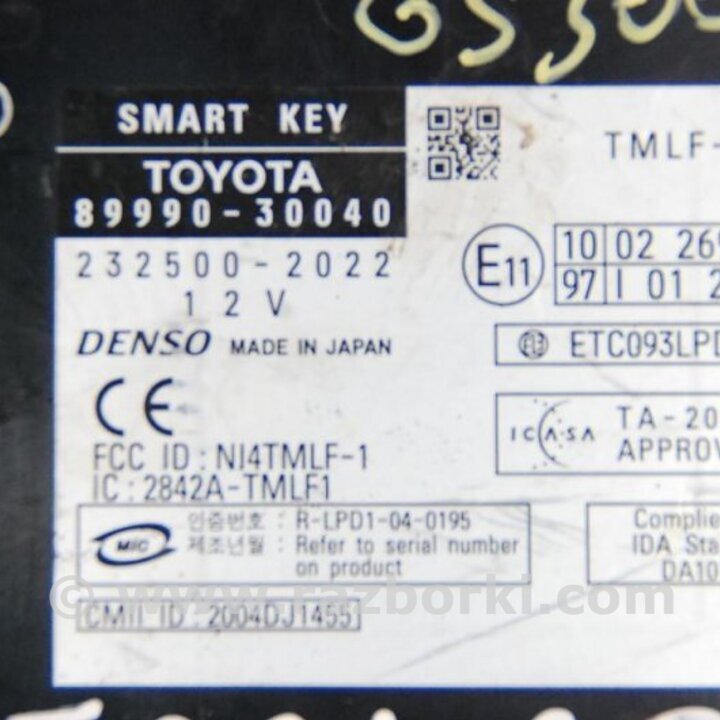 GS300
SMART KEY
TOYOTA
89990-30040
232500-2022
12V
DENSO MADE IN JAPAN
CE
FCC ID : NI4TMLF-1
IC : 2842A-TMLF1
MIC 인증번호 : R-LPD1-04-0195
제조년월 : Refer to serial number
on product
CMII ID : 2004DJ1455
TMLF-
E11
10 02 26
97 I 01 2
ETC093LPD
ICASA TA-20
APPROV
Complie
IDA Sta
DA10
© www.razborki.com